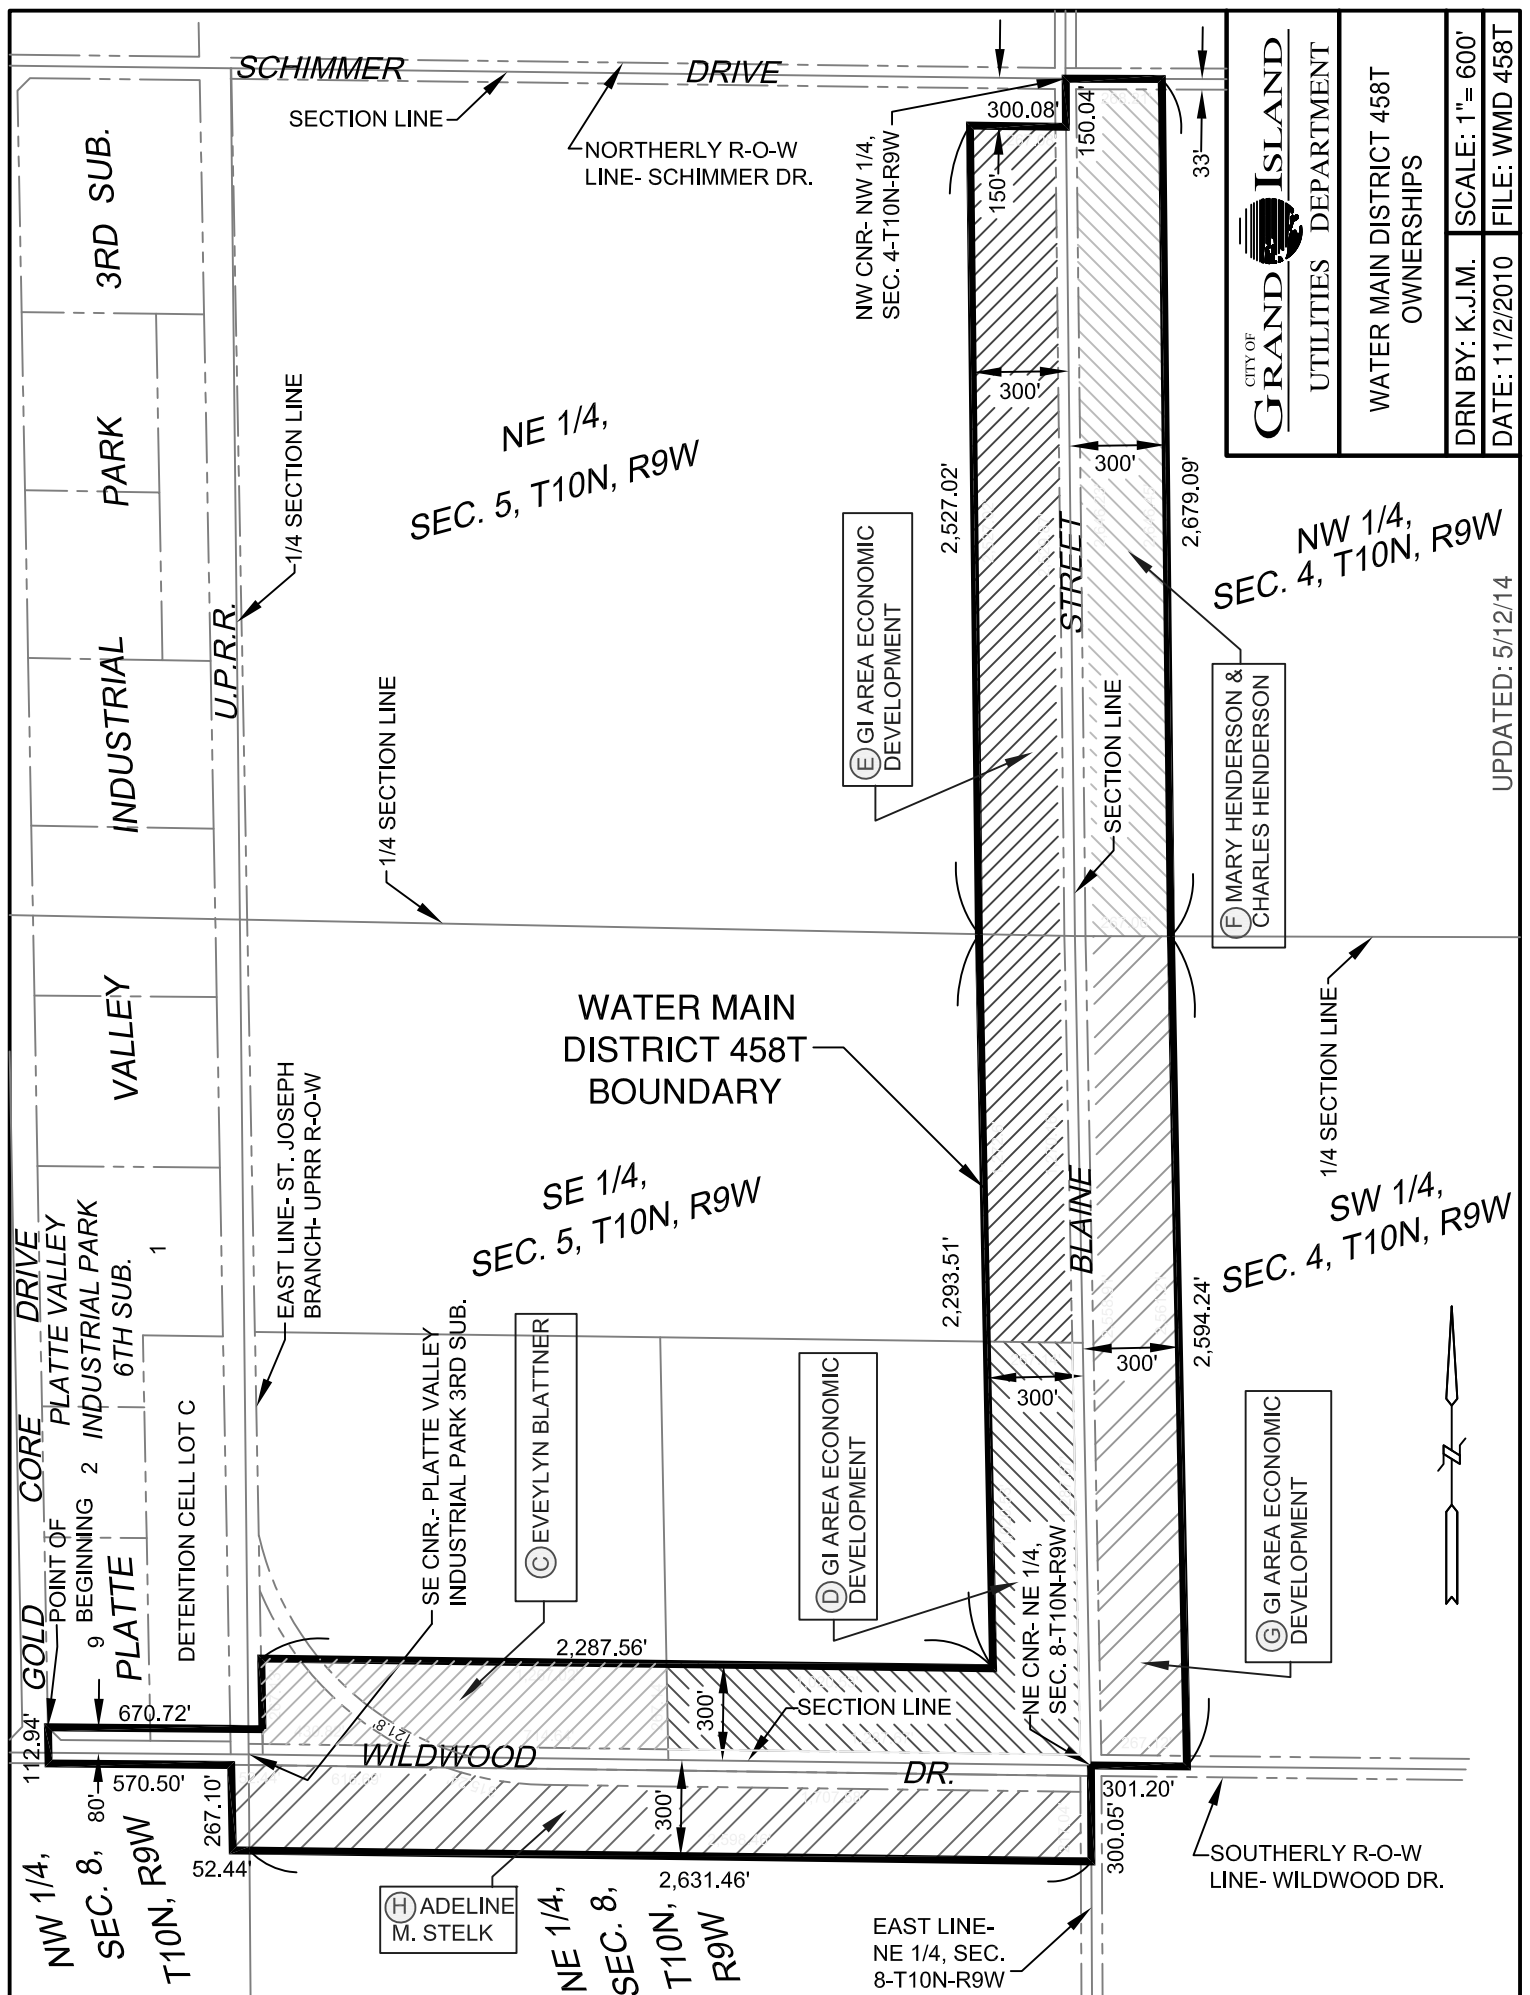 SCHIMMER DRIVE
SECTION LINE
NORTHERLY R-O-W
LINE- SCHIMMER DR.
300.08'
150.04'
150'
33'
NW CNR- NW 1/4,
SEC. 4-T10N-R9W
CITY OF
GRAND ISLAND
UTILITIES DEPARTMENT
WATER MAIN DISTRICT 458T
OWNERSHIPS
DRN BY: K.J.M.
SCALE: 1"= 600'
DATE: 11/2/2010
FILE: WMD 458T
UPDATED: 5/12/14
PLATTE VALLEY INDUSTRIAL PARK 3RD SUB.
U.P.R.R.
1/4 SECTION LINE
NE 1/4,
SEC. 5, T10N, R9W
300'
300'
2,527.02'
2,679.09'
NW 1/4,
SEC. 4, T10N, R9W
E GI AREA ECONOMIC
DEVELOPMENT
BLAINE STREET
F MARY HENDERSON &
CHARLES HENDERSON
SECTION LINE
1/4 SECTION LINE
1/4 SECTION LINE
WATER MAIN
DISTRICT 458T
BOUNDARY
EAST LINE- ST. JOSEPH
BRANCH- UPRR R-O-W
SE 1/4,
SEC. 5, T10N, R9W
2,293.51'
2,594.24'
SW 1/4,
SEC. 4, T10N, R9W
GOLD CORE DRIVE
PLATTE VALLEY
INDUSTRIAL PARK
6TH SUB.
1
2
9
POINT OF
BEGINNING
DETENTION CELL LOT C
SE CNR.- PLATTE VALLEY
INDUSTRIAL PARK 3RD SUB.
C EVEYLYN BLATTNER
D GI AREA ECONOMIC
DEVELOPMENT
300'
300'
NE CNR- NE 1/4,
SEC. 8-T10N-R9W
G GI AREA ECONOMIC
DEVELOPMENT
2,287.56'
300'
SECTION LINE
121.8'
WILDWOOD DR.
112.94'
670.72'
570.50'
80'
267.10'
52.44'
300'
2,631.46'
301.20'
300.05'
SOUTHERLY R-O-W
LINE- WILDWOOD DR.
H ADELINE
M. STELK
NW 1/4,
SEC. 8,
T10N, R9W
NE 1/4,
SEC. 8,
T10N,
R9W
EAST LINE-
NE 1/4, SEC.
8-T10N-R9W